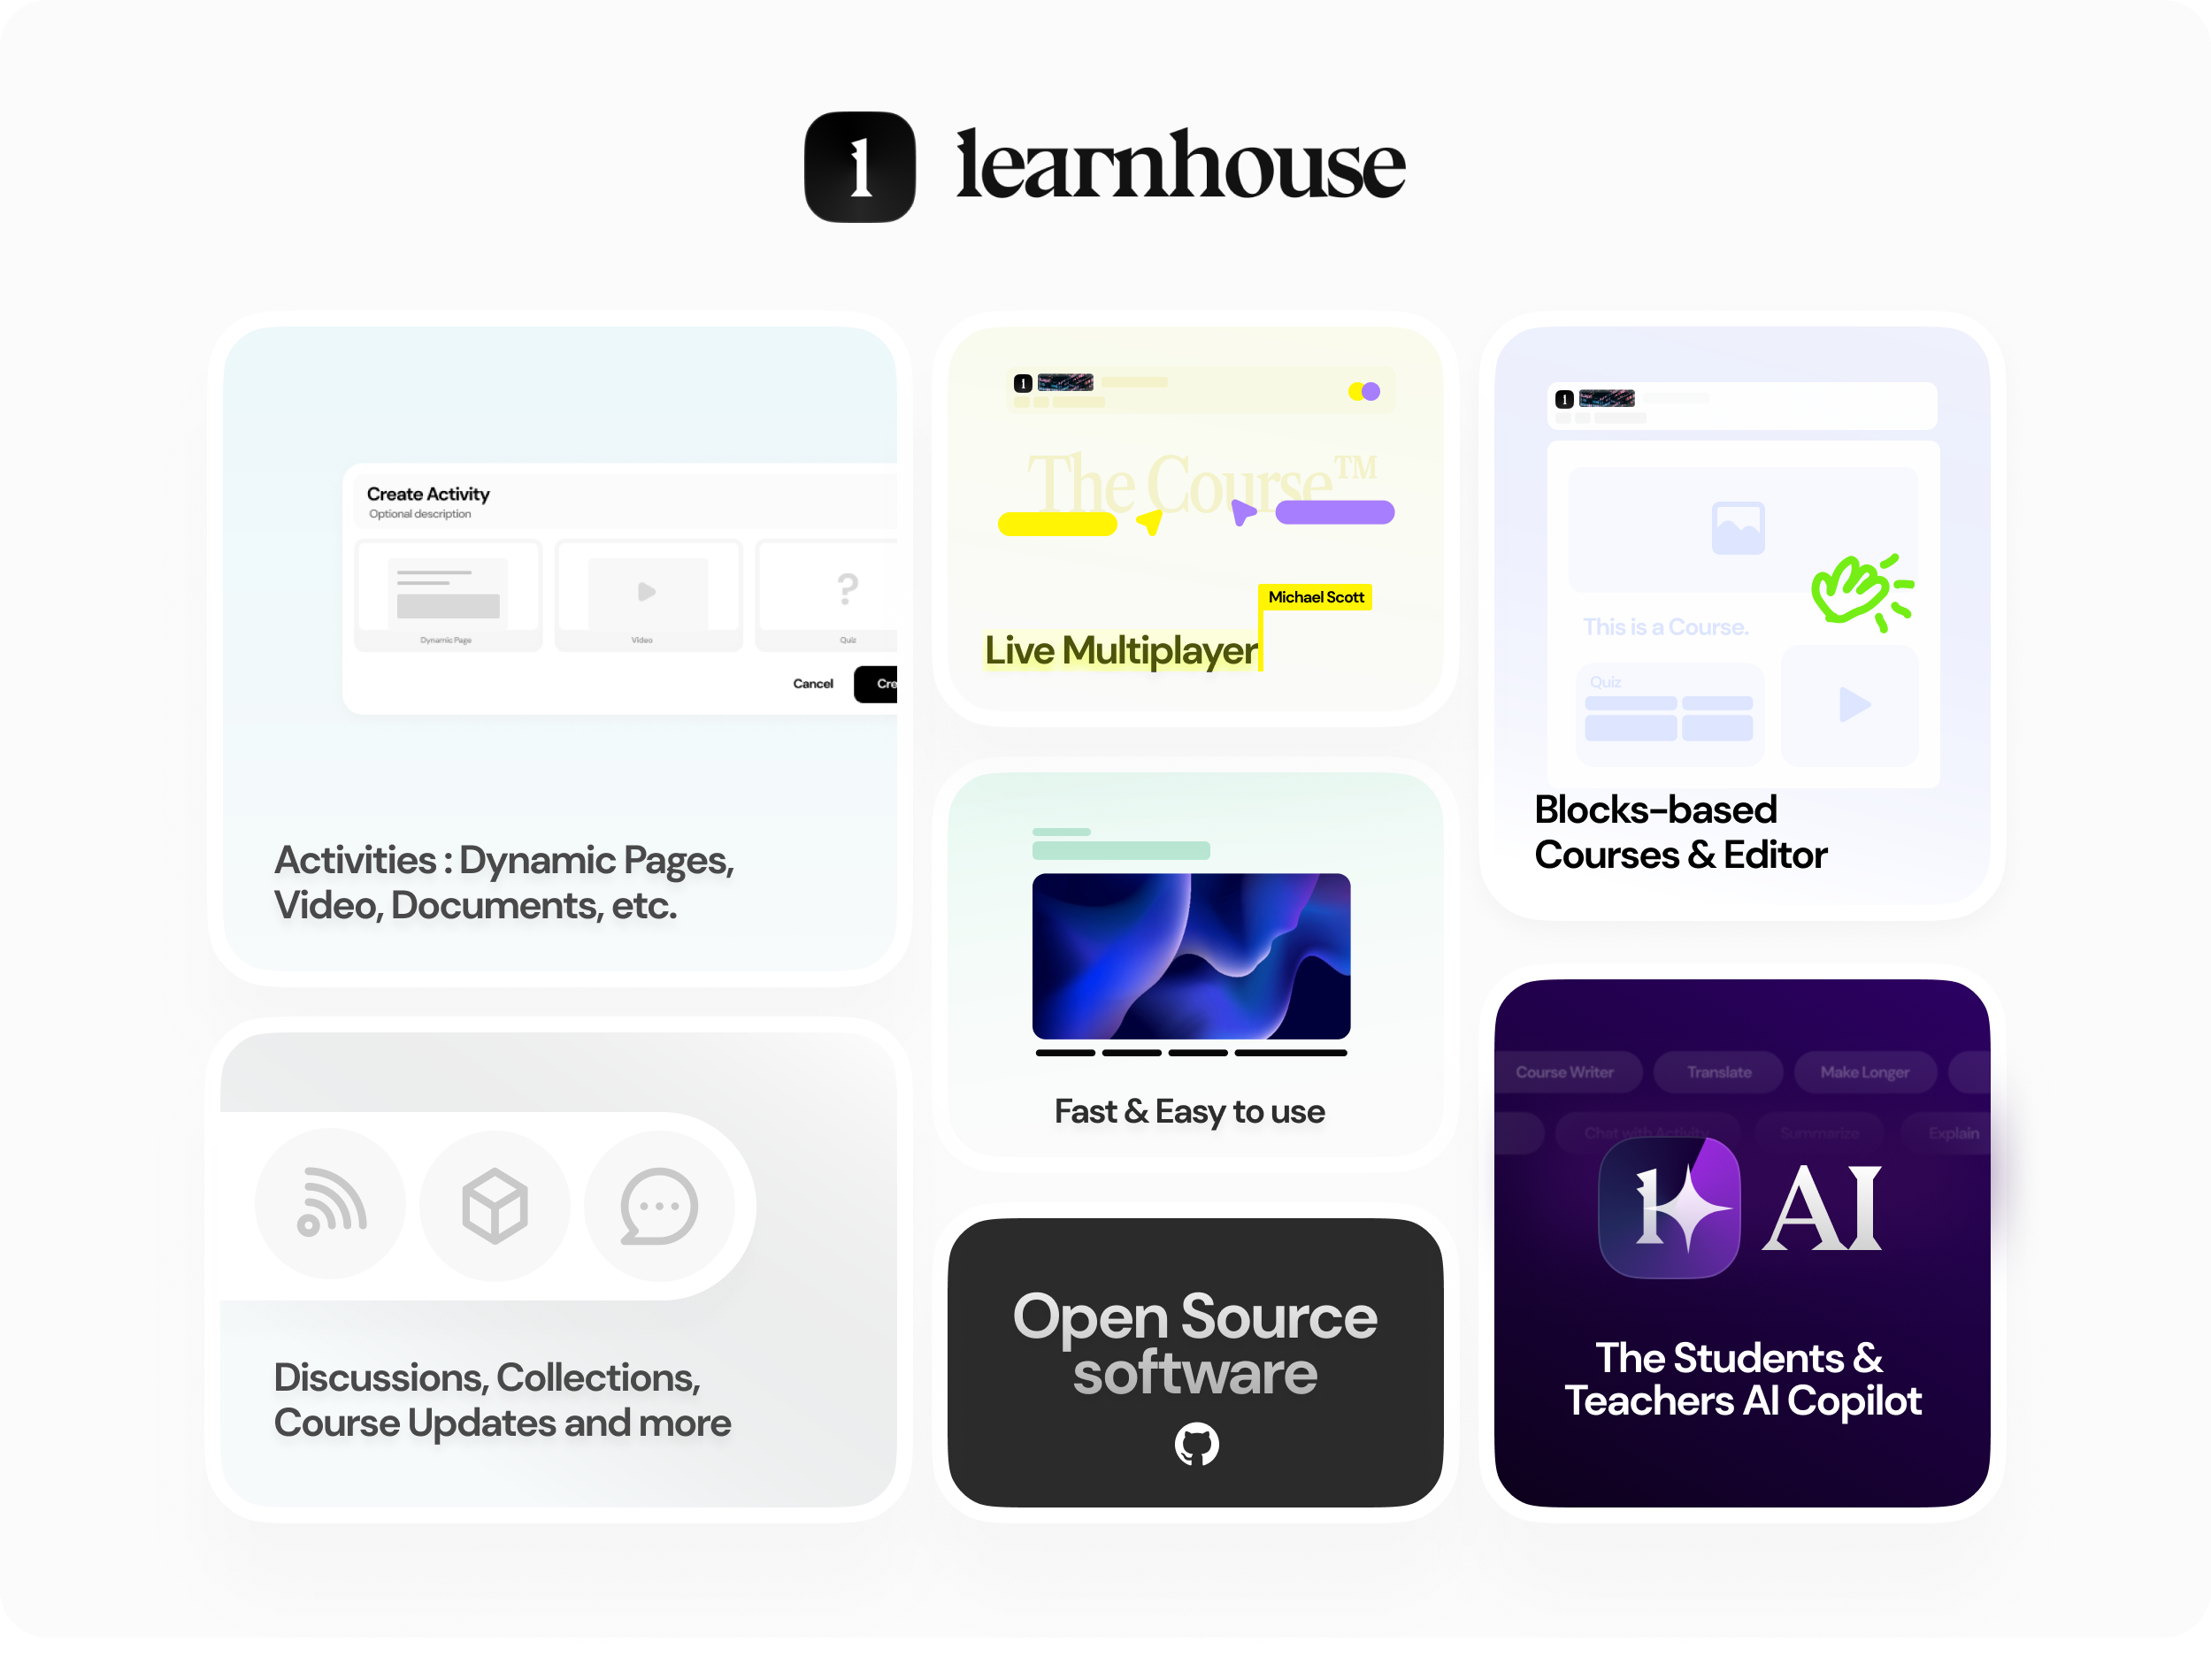 learnhouse
Create Activity
Optional description
Dynamic Page
Video
?
Quiz
Cancel
Cre
Activities : Dynamic Pages,
Video, Documents, etc.
Discussions, Collections,
Course Updates and more
The Course™
Michael Scott
Live Multiplayer
Fast & Easy to use
Open Source
software
This is a Course.
Quiz
Blocks-based
Courses & Editor
Course Writer
Translate
Make Longer
Chat with Activity
Summarize
Explain
AI
The Students &
Teachers AI Copilot